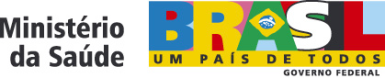 Ministério
da Saúde
BRASIL
UM PAÍS DE TODOS
GOVERNO FEDERAL